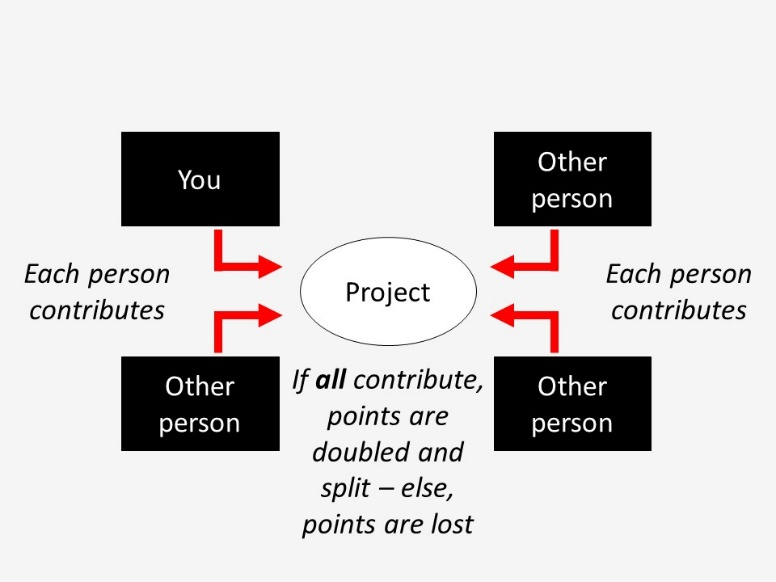 You
Other
person
Each person
contributes
Project
Each person
contributes
Other
person
If all contribute,
points are
doubled and
split – else,
points are lost
Other
person